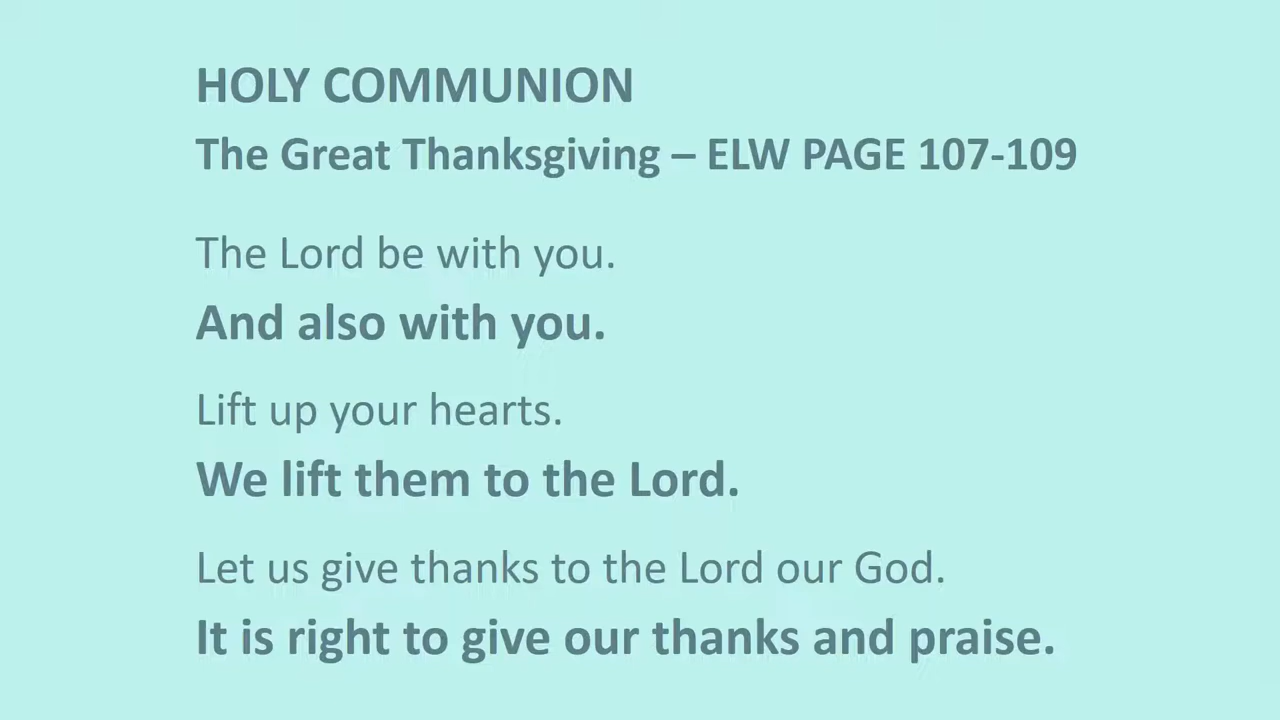 HOLY COMMUNION
The Great Thanksgiving – ELW PAGE 107-109
The Lord be with you.
And also with you.
Lift up your hearts.
We lift them to the Lord.
Let us give thanks to the Lord our God.
It is right to give our thanks and praise.